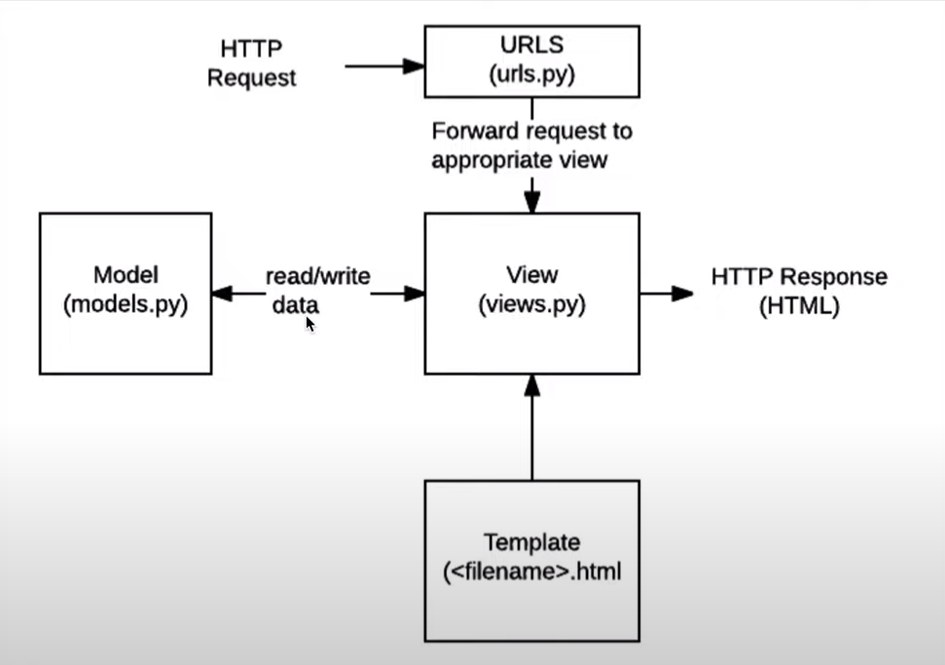 HTTP
Request
URLS
(urls.py)
Forward request to
appropriate view
Model
(models.py)
read/write
data
View
(views.py)
HTTP Response
(HTML)
Template
(<filename>.html